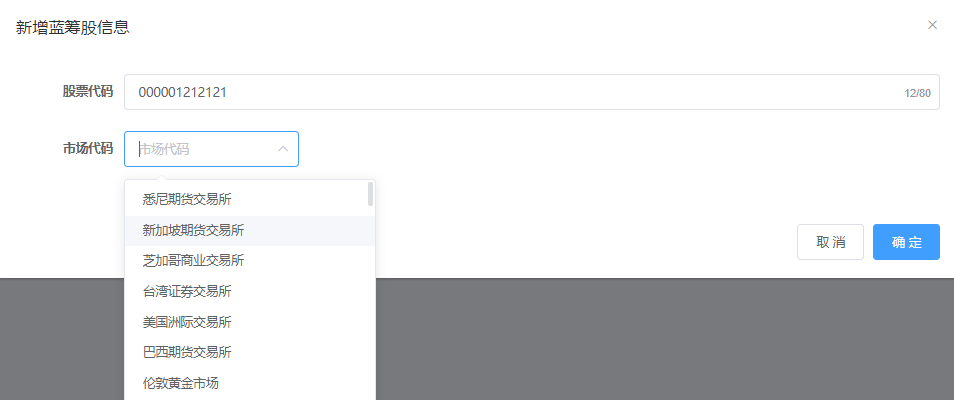 新增蓝筹股信息
股票代码 000001212121 12/80
市场代码 市场代码
悉尼期货交易所
新加坡期货交易所
取 消 确 定
芝加哥商业交易所
台湾证券交易所
美国洲际交易所
巴西期货交易所
伦敦黄金市场